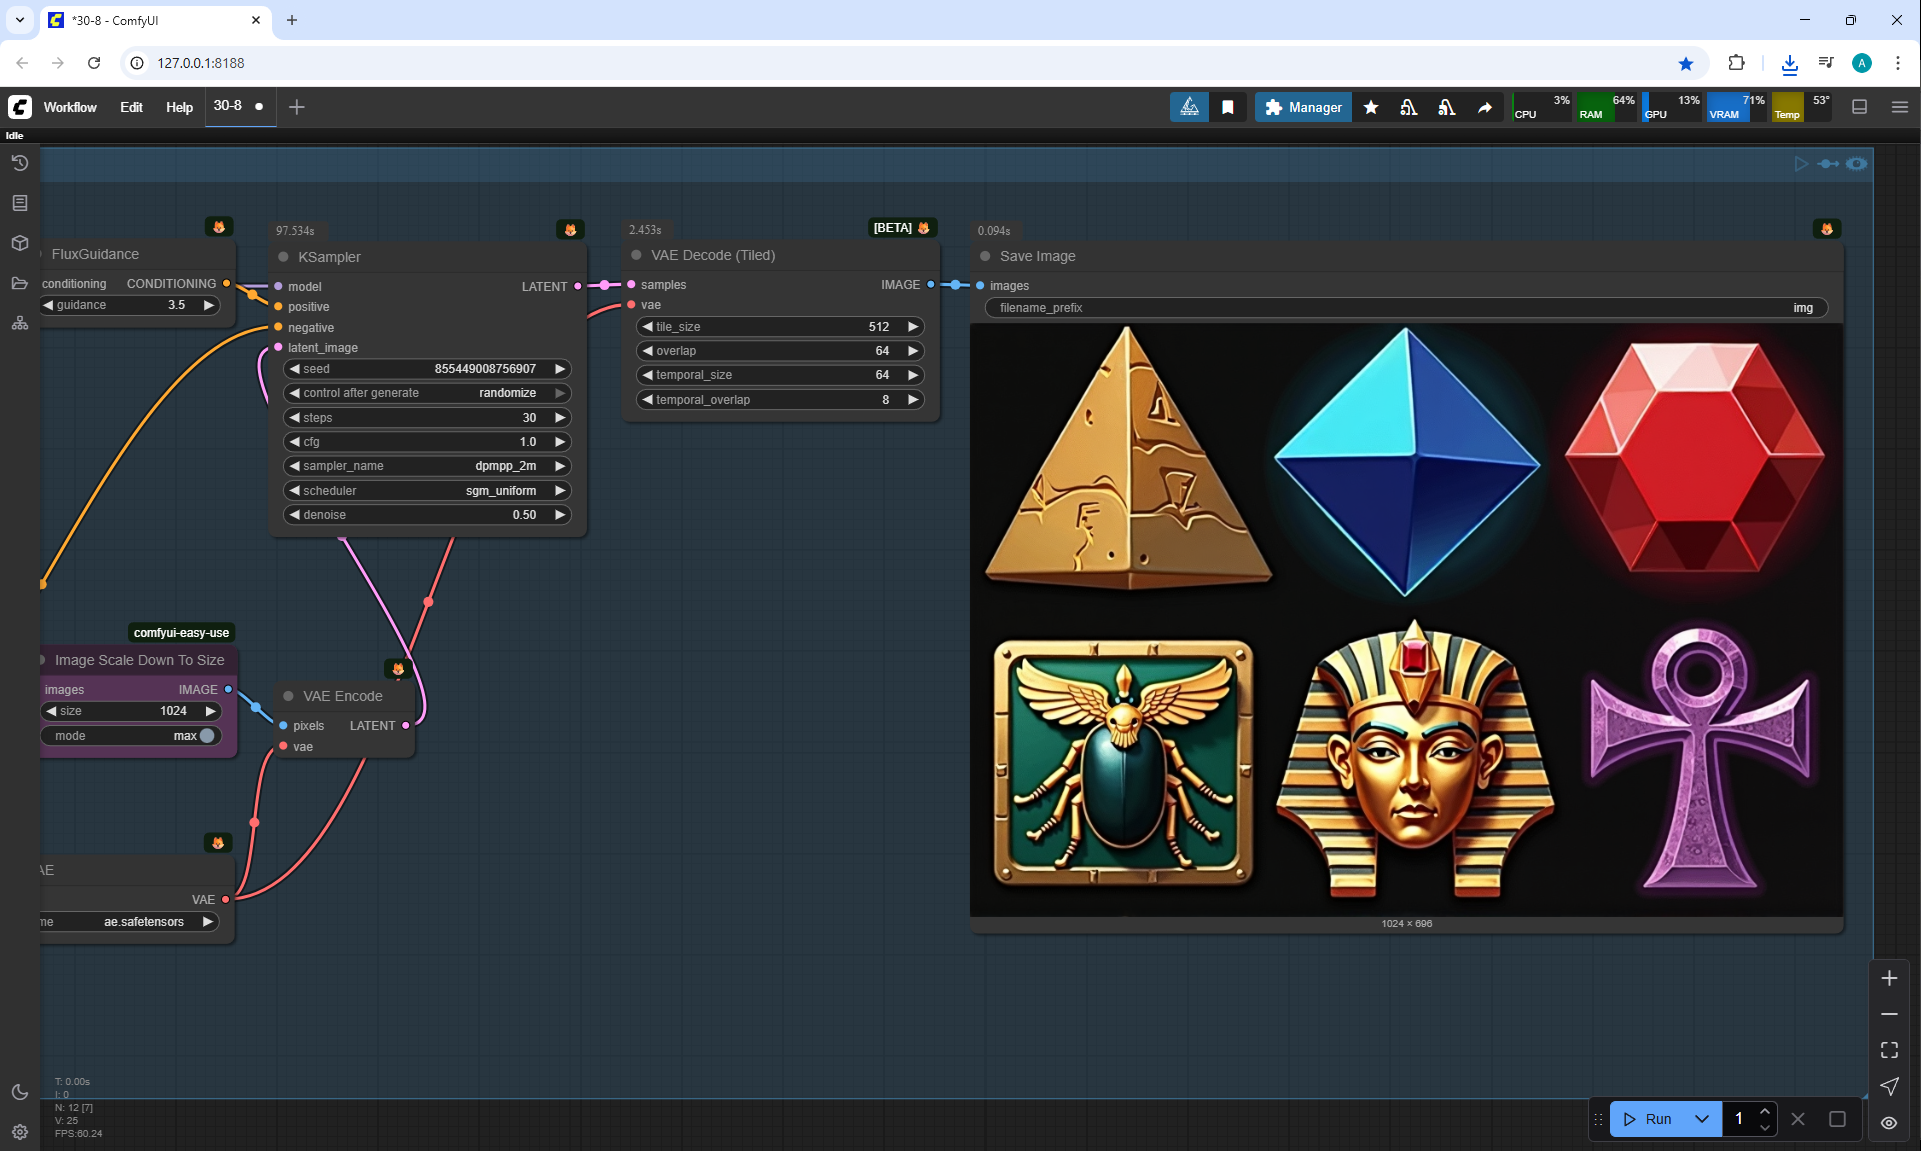 *30-8 - ComfyUI
127.0.0.1:8188
Workflow Edit Help 30-8
Manager
CPU 3% RAM 64% GPU 13% VRAM 71% Temp 53°
Idle
FluxGuidance
conditioning CONDITIONING
guidance 3.5
97.534s
KSampler
model LATENT
positive
negative
latent_image
seed 855449008756907
control after generate randomize
steps 30
cfg 1.0
sampler_name dpmpp_2m
scheduler sgm_uniform
denoise 0.50
2.453s [BETA]
VAE Decode (Tiled)
samples IMAGE
vae
tile_size 512
overlap 64
temporal_size 64
temporal_overlap 8
0.094s
Save Image
images
filename_prefix img
1024 × 696
comfyui-easy-use
Image Scale Down To Size
images IMAGE
size 1024
mode max
VAE Encode
pixels LATENT
vae
AE
VAE
me ae.safetensors
T: 0.00s
I: 0
N: 12 [7]
V: 25
FPS:60.24
Run 1
A